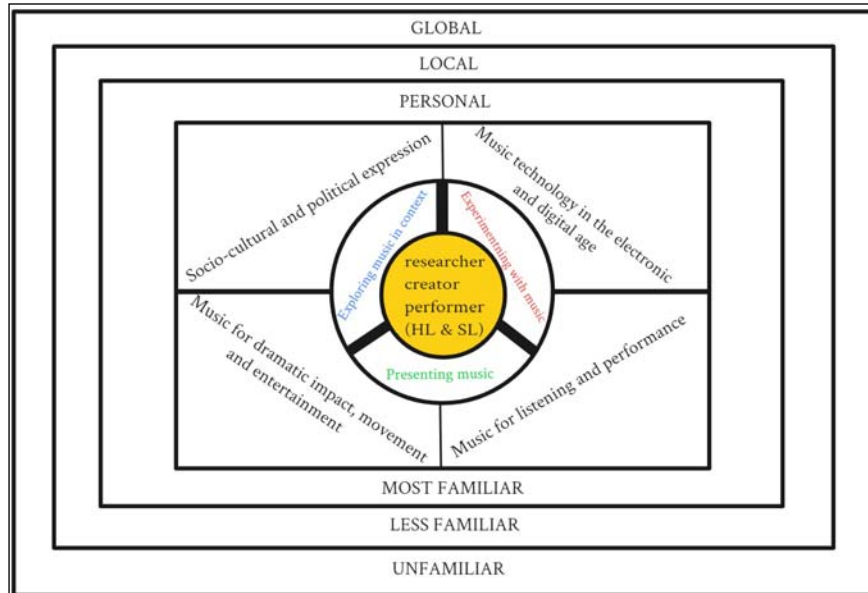 GLOBAL
LOCAL
PERSONAL
Socio-cultural and political expression
Music technology in the electronic
and digital age
Exploring music in context
Experimentning with music
researcher
creator
performer
(HL & SL)
Presenting music
Music for dramatic impact, movement
and entertainment
Music for listening and performance
MOST FAMILIAR
LESS FAMILIAR
UNFAMILIAR